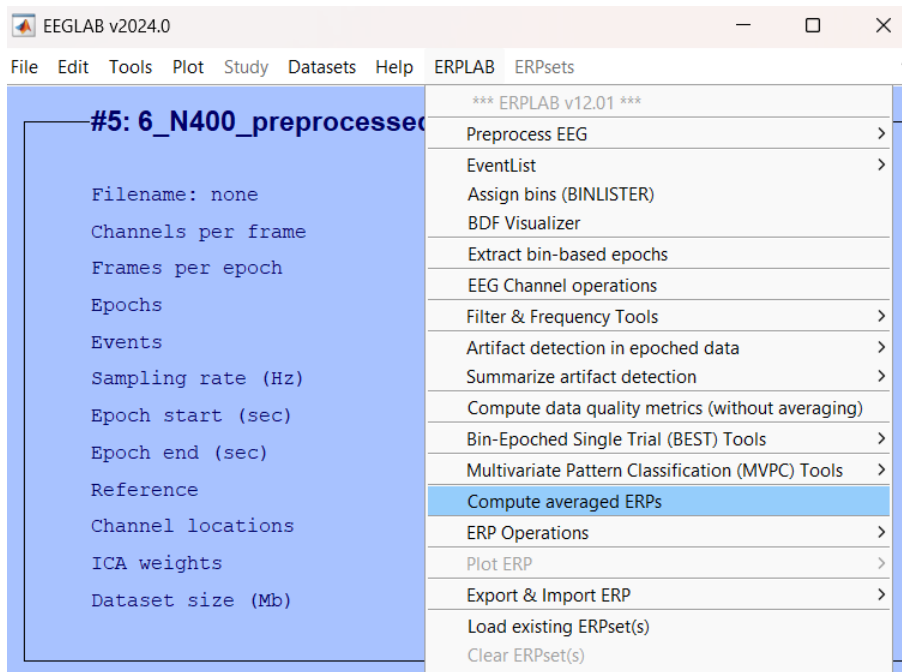 EEGLAB v2024.0
File Edit Tools Plot Study Datasets Help ERPLAB ERPsets
#5: 6_N400_preprocessed
Filename: none
Channels per frame
Frames per epoch
Epochs
Events
Sampling rate (Hz)
Epoch start (sec)
Epoch end (sec)
Reference
Channel locations
ICA weights
Dataset size (Mb)
*** ERPLAB v12.01 ***
Preprocess EEG
EventList
Assign bins (BINLISTER)
BDF Visualizer
Extract bin-based epochs
EEG Channel operations
Filter & Frequency Tools
Artifact detection in epoched data
Summarize artifact detection
Compute data quality metrics (without averaging)
Bin-Epoched Single Trial (BEST) Tools
Multivariate Pattern Classification (MVPC) Tools
Compute averaged ERPs
ERP Operations
Plot ERP
Export & Import ERP
Load existing ERPset(s)
Clear ERPset(s)